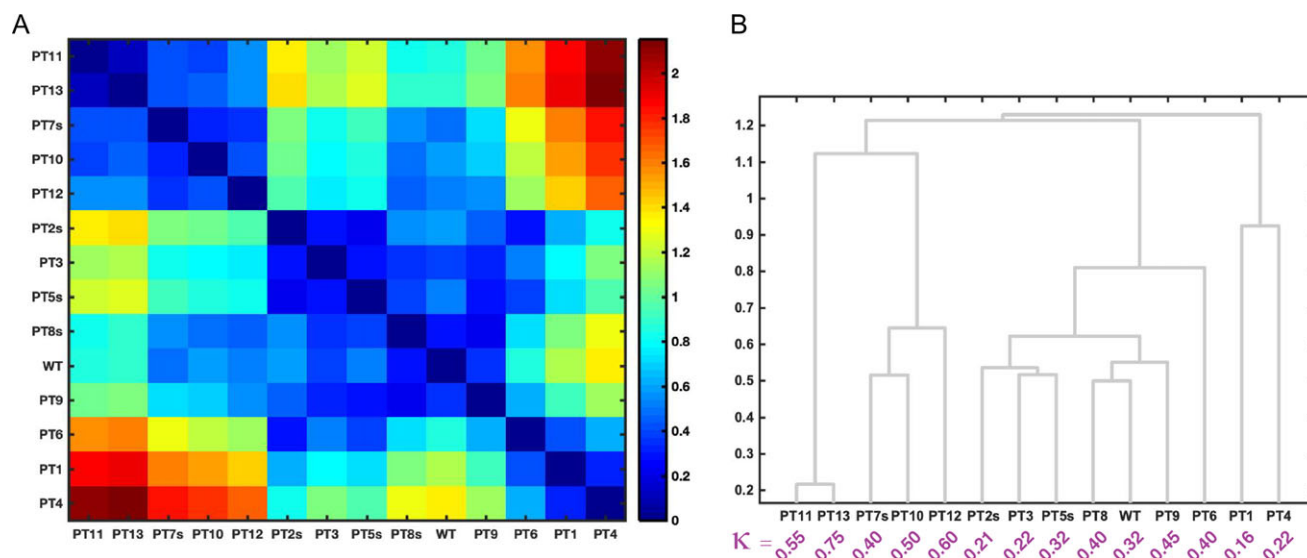 A
PT11
PT13
PT7s
PT10
PT12
PT2s
PT3
PT5s
PT8s
WT
PT9
PT6
PT1
PT4
PT11 PT13 PT7s PT10 PT12 PT2s PT3 PT5s PT8s WT PT9 PT6 PT1 PT4
2
1.8
1.6
1.4
1.2
1
0.8
0.6
0.4
0.2
0
B
1.2
1.1
1
0.9
0.8
0.7
0.6
0.5
0.4
0.3
0.2
PT11 PT13 PT7s PT10 PT12 PT2s PT3 PT5s PT8 WT PT9 PT6 PT1 PT4
K = 0.55 0.75 0.40 0.50 0.60 0.21 0.22 0.32 0.40 0.32 0.45 0.40 0.16 0.22